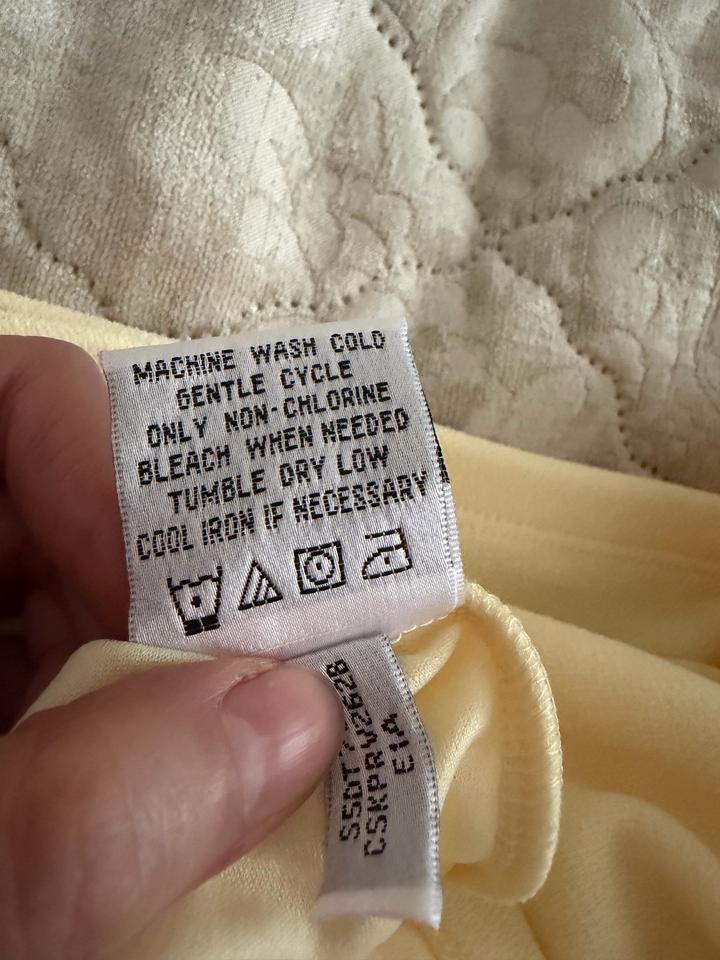 MACHINE WASH COLD
GENTLE CYCLE
ONLY NON-CHLORINE
BLEACH WHEN NEEDED
TUMBLE DRY LOW
COOL IRON IF NECESSARY
CSKPRW2628
E1A